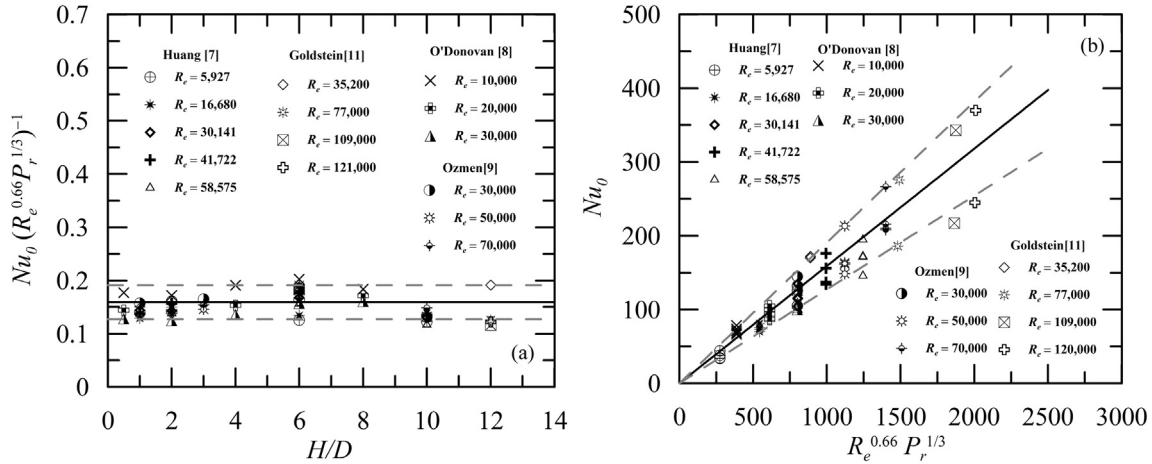 0.7
0.6
0.5
0.4
0.3
0.2
0.1
0
Nu₀ (Rₑ⁰·⁶⁶ Pᵣ¹/³)⁻¹
Huang [7]
Rₑ = 5,927
Rₑ = 16,680
Rₑ = 30,141
Rₑ = 41,722
Rₑ = 58,575
Goldstein[11]
Rₑ = 35,200
Rₑ = 77,000
Rₑ = 109,000
Rₑ = 121,000
O'Donovan [8]
Rₑ = 10,000
Rₑ = 20,000
Rₑ = 30,000
Ozmen[9]
Rₑ = 30,000
Rₑ = 50,000
Rₑ = 70,000
(a)
0 2 4 6 8 10 12 14
H/D
500
400
300
200
100
0
Nu₀
(b)
Huang[7]
Rₑ = 5,927
Rₑ = 16,680
Rₑ = 30,141
Rₑ = 41,722
Rₑ = 58,575
O'Donovan [8]
Rₑ = 10,000
Rₑ = 20,000
Rₑ = 30,000
Ozmen[9]
Rₑ = 30,000
Rₑ = 50,000
Rₑ = 70,000
Goldstein[11]
Rₑ = 35,200
Rₑ = 77,000
Rₑ = 109,000
Rₑ = 120,000
0 500 1000 1500 2000 2500 3000
Rₑ⁰·⁶⁶ Pᵣ¹/³